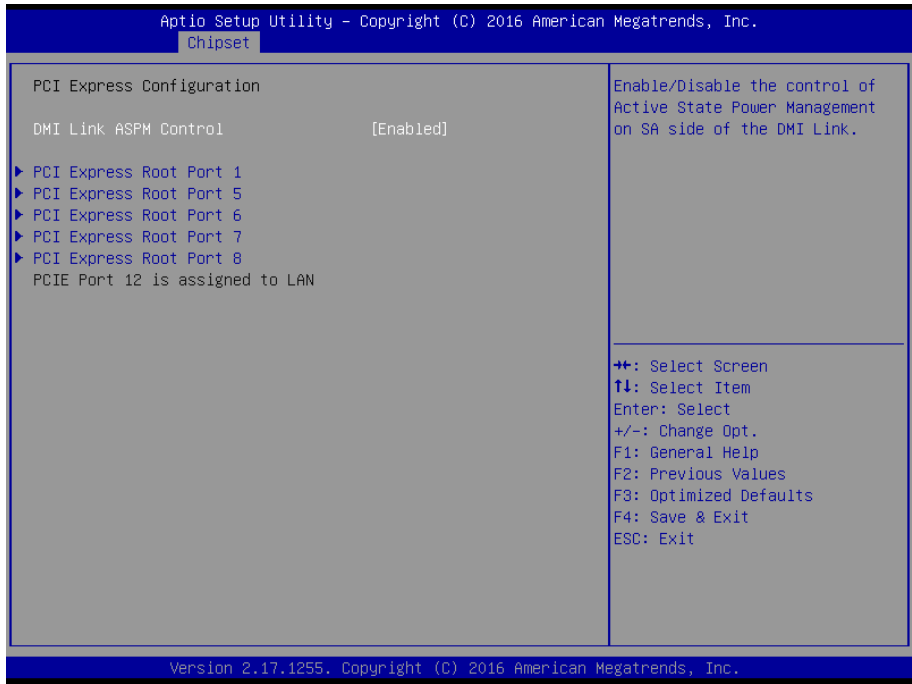 Aptio Setup Utility – Copyright (C) 2016 American Megatrends, Inc.
Chipset
PCI Express Configuration
DMI Link ASPM Control [Enabled]
PCI Express Root Port 1
PCI Express Root Port 5
PCI Express Root Port 6
PCI Express Root Port 7
PCI Express Root Port 8
PCIE Port 12 is assigned to LAN
Enable/Disable the control of
Active State Power Management
on SA side of the DMI Link.
→←: Select Screen
↑↓: Select Item
Enter: Select
+/-: Change Opt.
F1: General Help
F2: Previous Values
F3: Optimized Defaults
F4: Save & Exit
ESC: Exit
Version 2.17.1255. Copyright (C) 2016 American Megatrends, Inc.